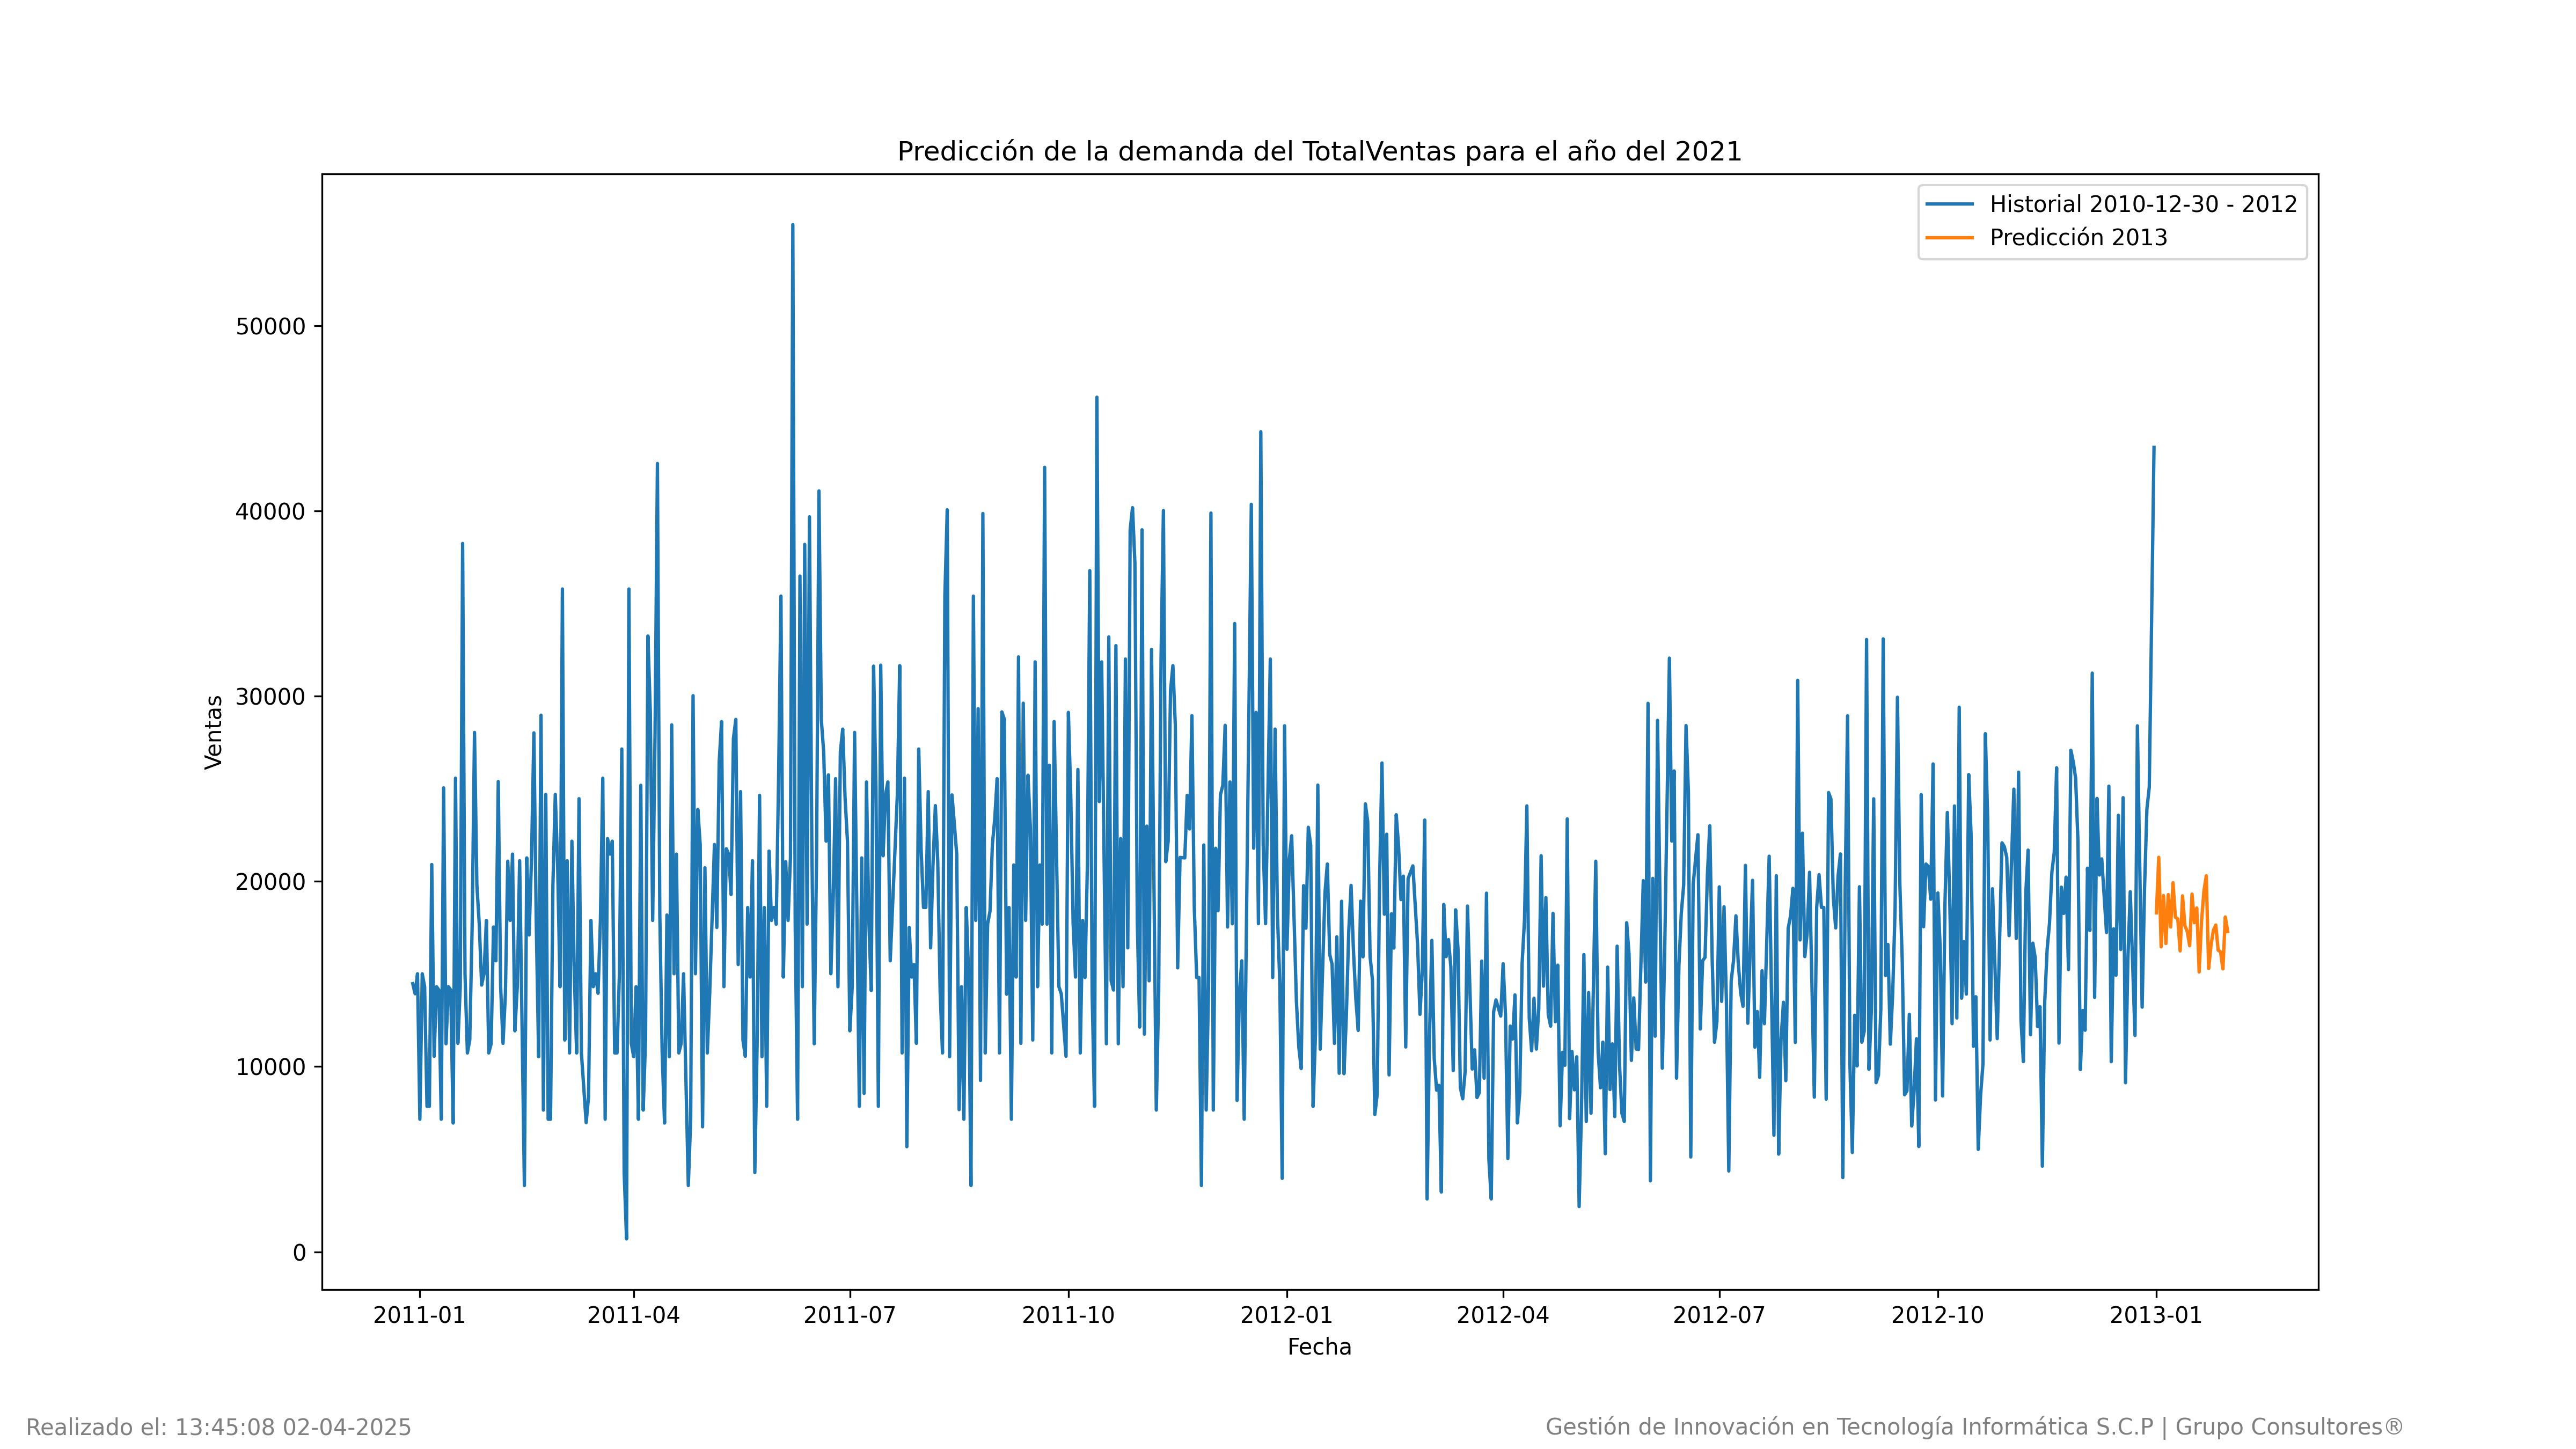 Predicción de la demanda del TotalVentas para el año del 2021
Historial 2010-12-30 - 2012
Predicción 2013
Ventas
50000
40000
30000
20000
10000
0
2011-01 2011-04 2011-07 2011-10 2012-01 2012-04 2012-07 2012-10 2013-01
Fecha
Realizado el: 13:45:08 02-04-2025
Gestión de Innovación en Tecnología Informática S.C.P | Grupo Consultores®